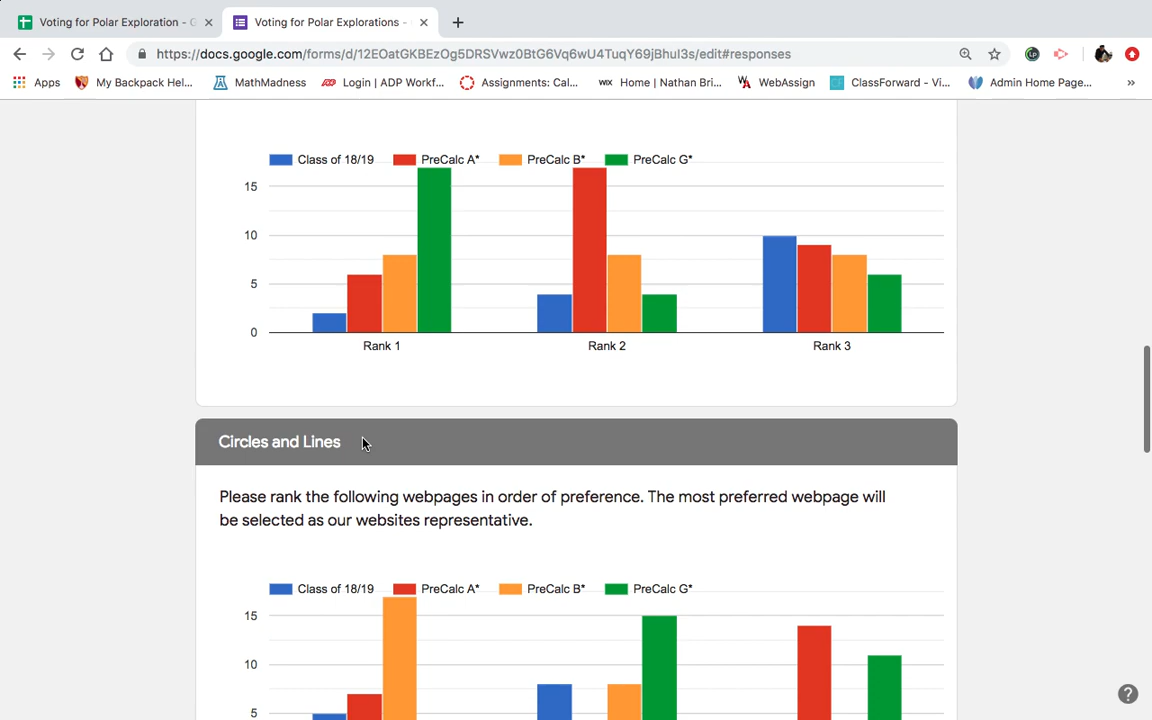 Voting for Polar Exploration - G
Voting for Polar Explorations -
https://docs.google.com/forms/d/12EOatGKBEzOg5DRSVwz0BtG6Vq6wU4TuqY69jBhuI3s/edit#responses
Apps My Backpack Hel... MathMadness Login | ADP Workf... Assignments: Cal... WIX Home | Nathan Bri... WebAssign ClassForward - Vi... Admin Home Page... »
Class of 18/19 PreCalc A* PreCalc B* PreCalc G*
15
10
5
0
Rank 1 Rank 2 Rank 3
Circles and Lines
Please rank the following webpages in order of preference. The most preferred webpage will
be selected as our websites representative.
Class of 18/19 PreCalc A* PreCalc B* PreCalc G*
15
10
5